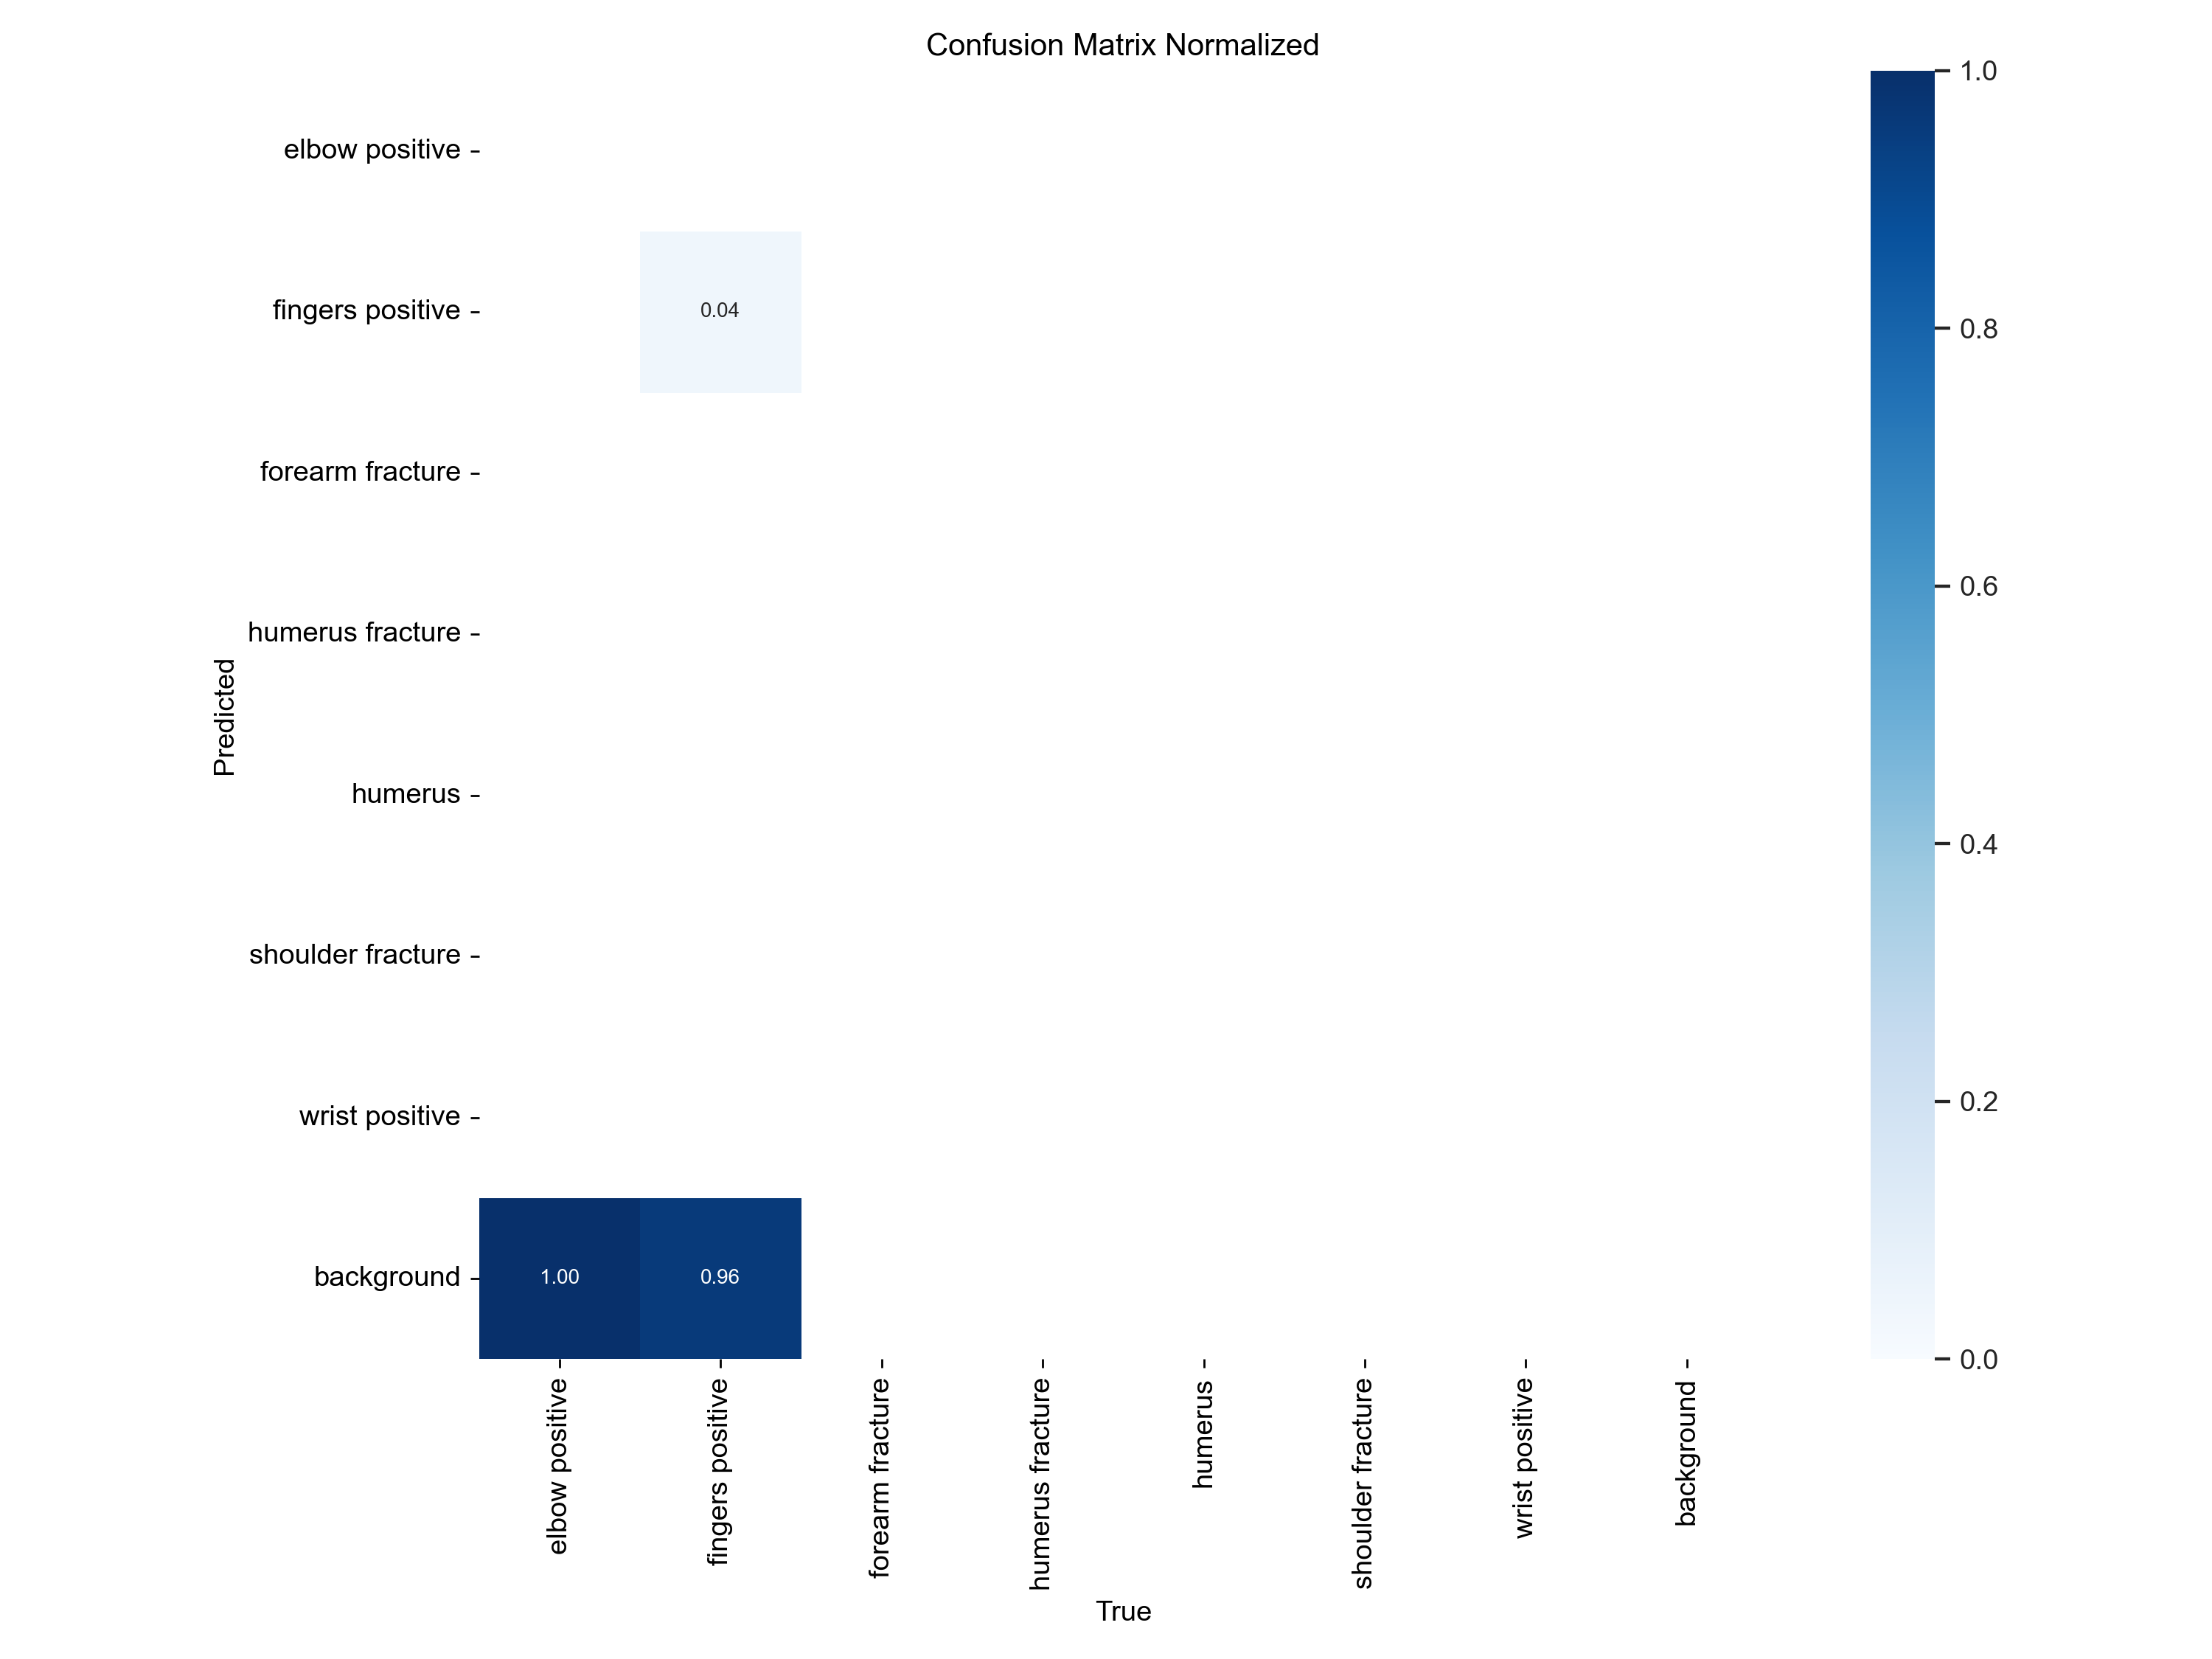 Confusion Matrix Normalized
elbow positive
fingers positive
forearm fracture
humerus fracture
humerus
shoulder fracture
wrist positive
background
Predicted
0.04
1.00
0.96
elbow positive
fingers positive
forearm fracture
humerus fracture
humerus
shoulder fracture
wrist positive
background
True
1.0
0.8
0.6
0.4
0.2
0.0